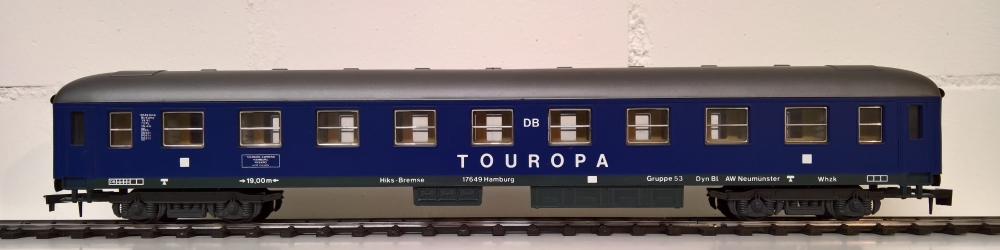 DB
TOUROPA
19,00m Hiks-Bremse 17649 Hamburg Gruppe 53 Dyn Bl. AW Neumünster Whzk